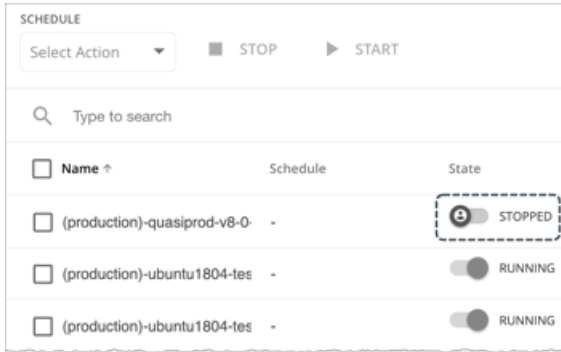 SCHEDULE
Select Action STOP START
Type to search
Name ↑ Schedule State
(production)-quasiprod-v8-0- - STOPPED
(production)-ubuntu1804-tes - RUNNING
(production)-ubuntu1804-tes - RUNNING